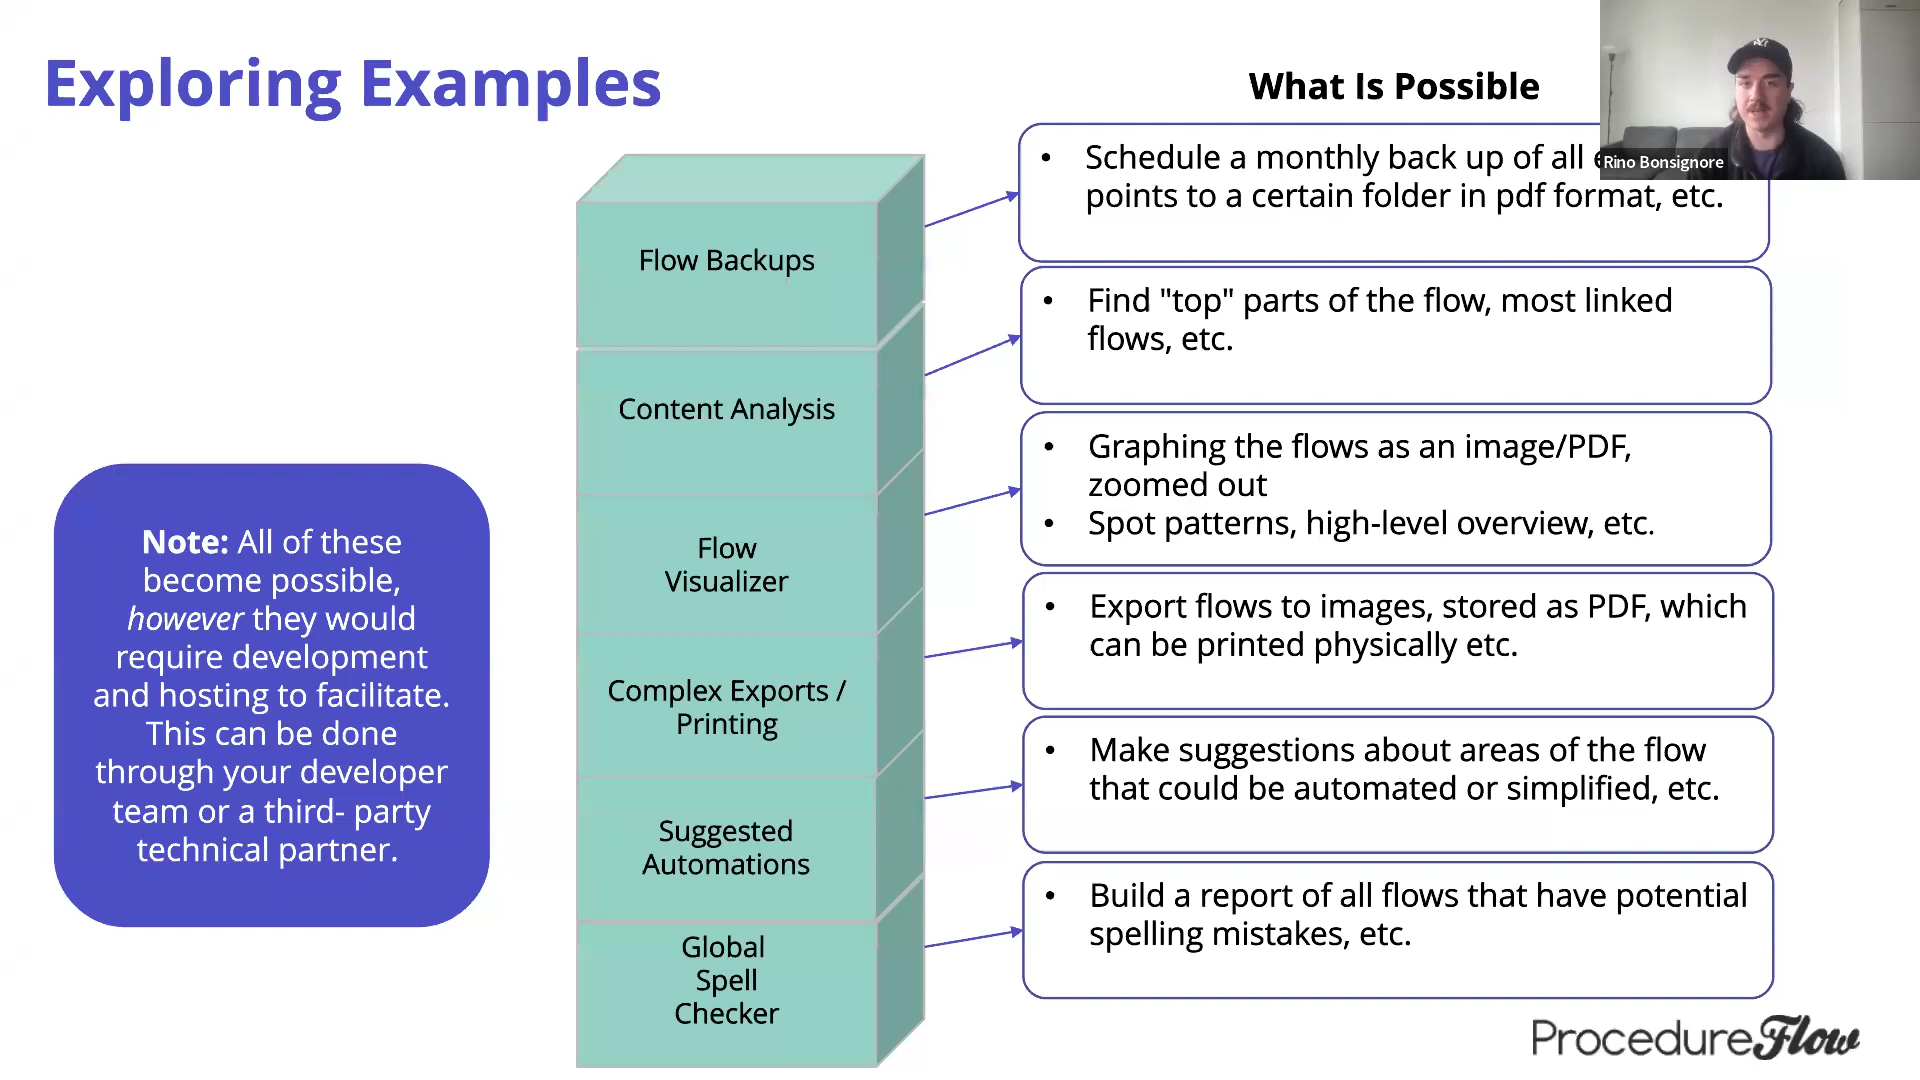 Exploring Examples
What Is Possible
Rino Bonsignore
Flow Backups
• Schedule a monthly back up of all
points to a certain folder in pdf format, etc.
Content Analysis
• Find "top" parts of the flow, most linked
flows, etc.
Flow
Visualizer
• Graphing the flows as an image/PDF,
zoomed out
• Spot patterns, high-level overview, etc.
Complex Exports /
Printing
• Export flows to images, stored as PDF, which
can be printed physically etc.
Suggested
Automations
• Make suggestions about areas of the flow
that could be automated or simplified, etc.
Global
Spell
Checker
• Build a report of all flows that have potential
spelling mistakes, etc.
Note: All of these
become possible,
however they would
require development
and hosting to facilitate.
This can be done
through your developer
team or a third- party
technical partner.
ProcedureFlow